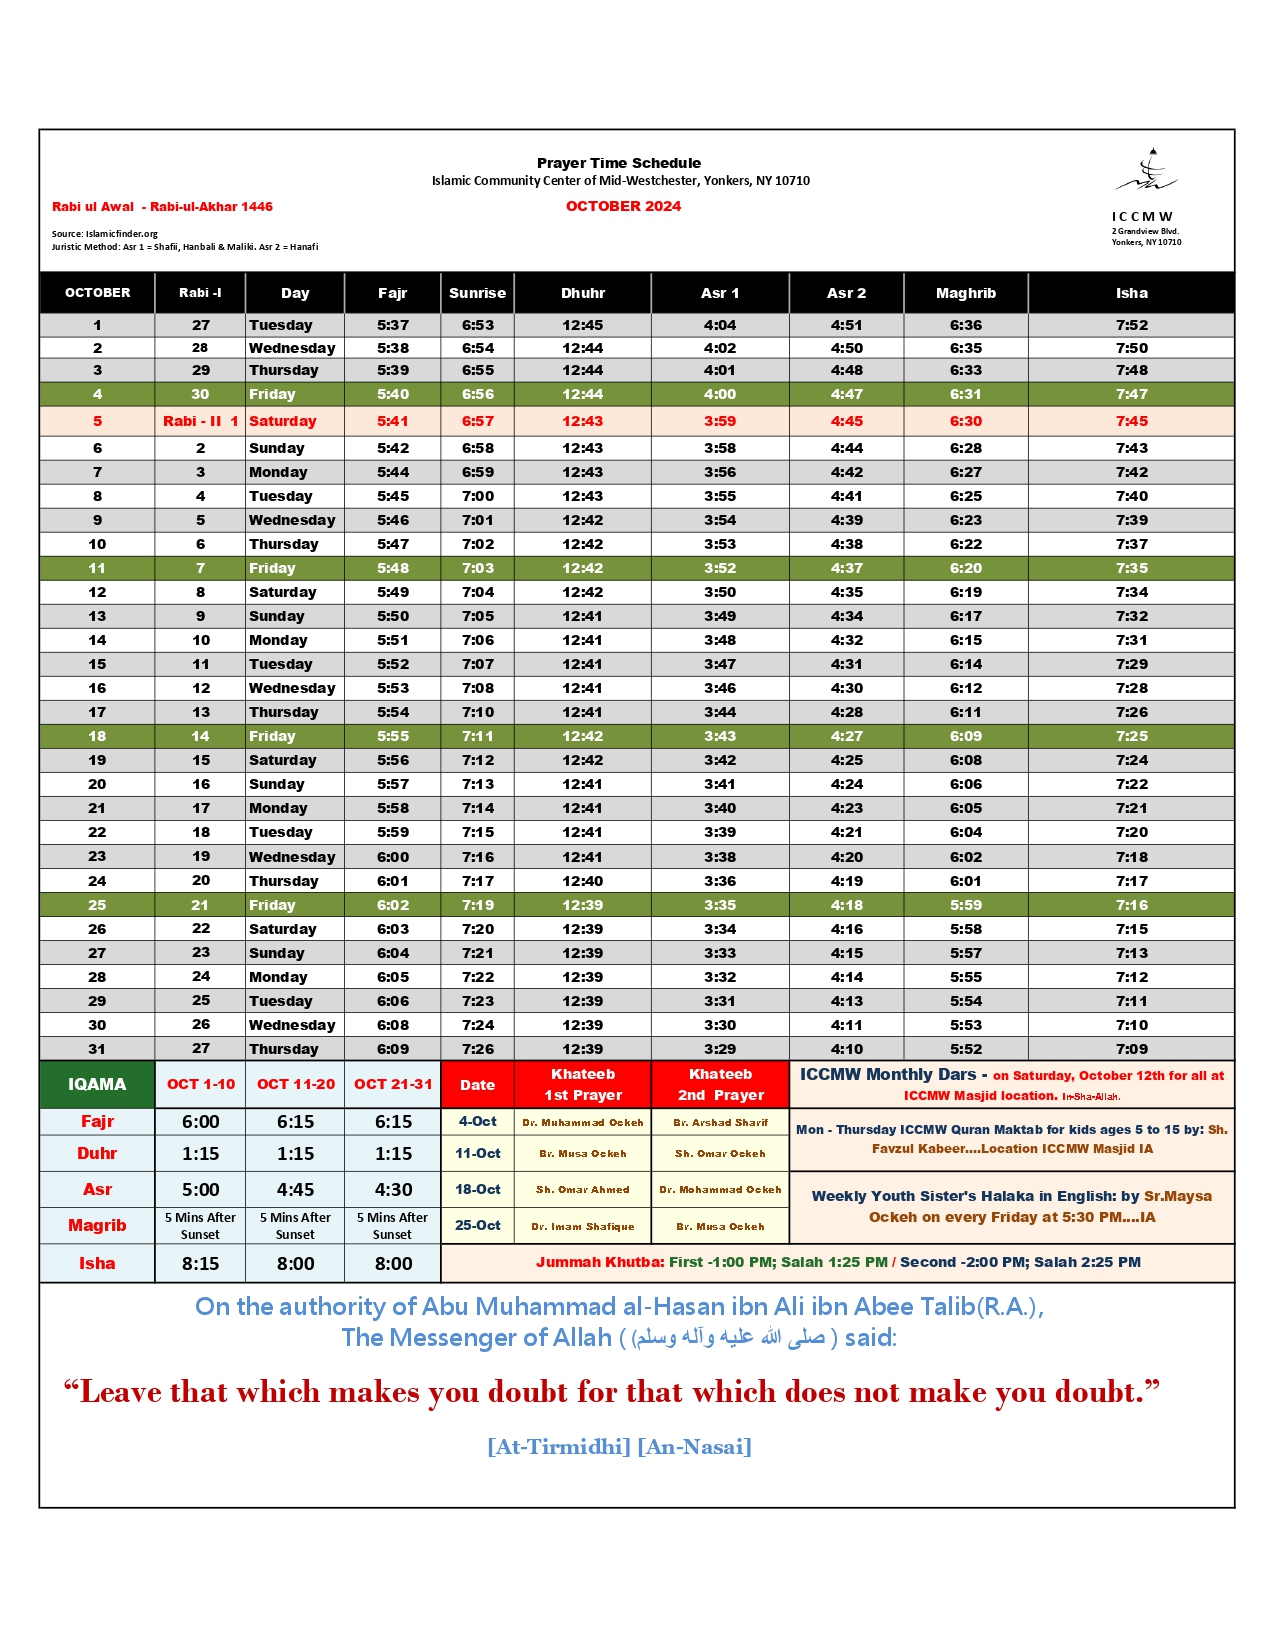 Prayer Time Schedule
Islamic Community Center of Mid-Westchester, Yonkers, NY 10710
Rabi ul Awal - Rabi-ul-Akhar 1446
OCTOBER 2024
Source: Islamicfinder.org
Juristic Method: Asr 1 = Shafii, Hanbali & Maliki. Asr 2 = Hanafi
I C C M W
2 Grandview Blvd.
Yonkers, NY 10710
OCTOBER Rabi -I Day Fajr Sunrise Dhuhr Asr 1 Asr 2 Maghrib Isha
1 27 Tuesday 5:37 6:53 12:45 4:04 4:51 6:36 7:52
2 28 Wednesday 5:38 6:54 12:44 4:02 4:50 6:35 7:50
3 29 Thursday 5:39 6:55 12:44 4:01 4:48 6:33 7:48
4 30 Friday 5:40 6:56 12:44 4:00 4:47 6:31 7:47
5 Rabi - II 1 Saturday 5:41 6:57 12:43 3:59 4:45 6:30 7:45
6 2 Sunday 5:42 6:58 12:43 3:58 4:44 6:28 7:43
7 3 Monday 5:44 6:59 12:43 3:56 4:42 6:27 7:42
8 4 Tuesday 5:45 7:00 12:43 3:55 4:41 6:25 7:40
9 5 Wednesday 5:46 7:01 12:42 3:54 4:39 6:23 7:39
10 6 Thursday 5:47 7:02 12:42 3:53 4:38 6:22 7:37
11 7 Friday 5:48 7:03 12:42 3:52 4:37 6:20 7:35
12 8 Saturday 5:49 7:04 12:42 3:50 4:35 6:19 7:34
13 9 Sunday 5:50 7:05 12:41 3:49 4:34 6:17 7:32
14 10 Monday 5:51 7:06 12:41 3:48 4:32 6:15 7:31
15 11 Tuesday 5:52 7:07 12:41 3:47 4:31 6:14 7:29
16 12 Wednesday 5:53 7:08 12:41 3:46 4:30 6:12 7:28
17 13 Thursday 5:54 7:10 12:41 3:44 4:28 6:11 7:26
18 14 Friday 5:55 7:11 12:42 3:43 4:27 6:09 7:25
19 15 Saturday 5:56 7:12 12:42 3:42 4:25 6:08 7:24
20 16 Sunday 5:57 7:13 12:41 3:41 4:24 6:06 7:22
21 17 Monday 5:58 7:14 12:41 3:40 4:23 6:05 7:21
22 18 Tuesday 5:59 7:15 12:41 3:39 4:21 6:04 7:20
23 19 Wednesday 6:00 7:16 12:41 3:38 4:20 6:02 7:18
24 20 Thursday 6:01 7:17 12:40 3:36 4:19 6:01 7:17
25 21 Friday 6:02 7:19 12:39 3:35 4:18 5:59 7:16
26 22 Saturday 6:03 7:20 12:39 3:34 4:16 5:58 7:15
27 23 Sunday 6:04 7:21 12:39 3:33 4:15 5:57 7:13
28 24 Monday 6:05 7:22 12:39 3:32 4:14 5:55 7:12
29 25 Tuesday 6:06 7:23 12:39 3:31 4:13 5:54 7:11
30 26 Wednesday 6:08 7:24 12:39 3:30 4:11 5:53 7:10
31 27 Thursday 6:09 7:26 12:39 3:29 4:10 5:52 7:09
IQAMA OCT 1-10 OCT 11-20 OCT 21-31
Fajr 6:00 6:15 6:15
Duhr 1:15 1:15 1:15
Asr 5:00 4:45 4:30
Magrib 5 Mins After Sunset 5 Mins After Sunset 5 Mins After Sunset
Isha 8:15 8:00 8:00
Date Khateeb 1st Prayer Khateeb 2nd Prayer
4-Oct Dr. Muhammad Ockeh Br. Arshad Sharif
11-Oct Br. Musa Ockeh Sh. Omar Ockeh
18-Oct Sh. Omar Ahmed Dr. Mohammad Ockeh
25-Oct Dr. Imam Shafique Br. Musa Ockeh
ICCMW Monthly Dars - on Saturday, October 12th for all at
ICCMW Masjid location. In-Sha-Allah.
Mon - Thursday ICCMW Quran Maktab for kids ages 5 to 15 by: Sh.
Favzul Kabeer....Location ICCMW Masjid IA
Weekly Youth Sister's Halaka in English: by Sr.Maysa
Ockeh on every Friday at 5:30 PM....IA
Jummah Khutba: First -1:00 PM; Salah 1:25 PM / Second -2:00 PM; Salah 2:25 PM
On the authority of Abu Muhammad al-Hasan ibn Ali ibn Abee Talib(R.A.),
The Messenger of Allah ( (صلى الله عليه وآله وسلم ) said:
“Leave that which makes you doubt for that which does not make you doubt.”
[At-Tirmidhi] [An-Nasai]